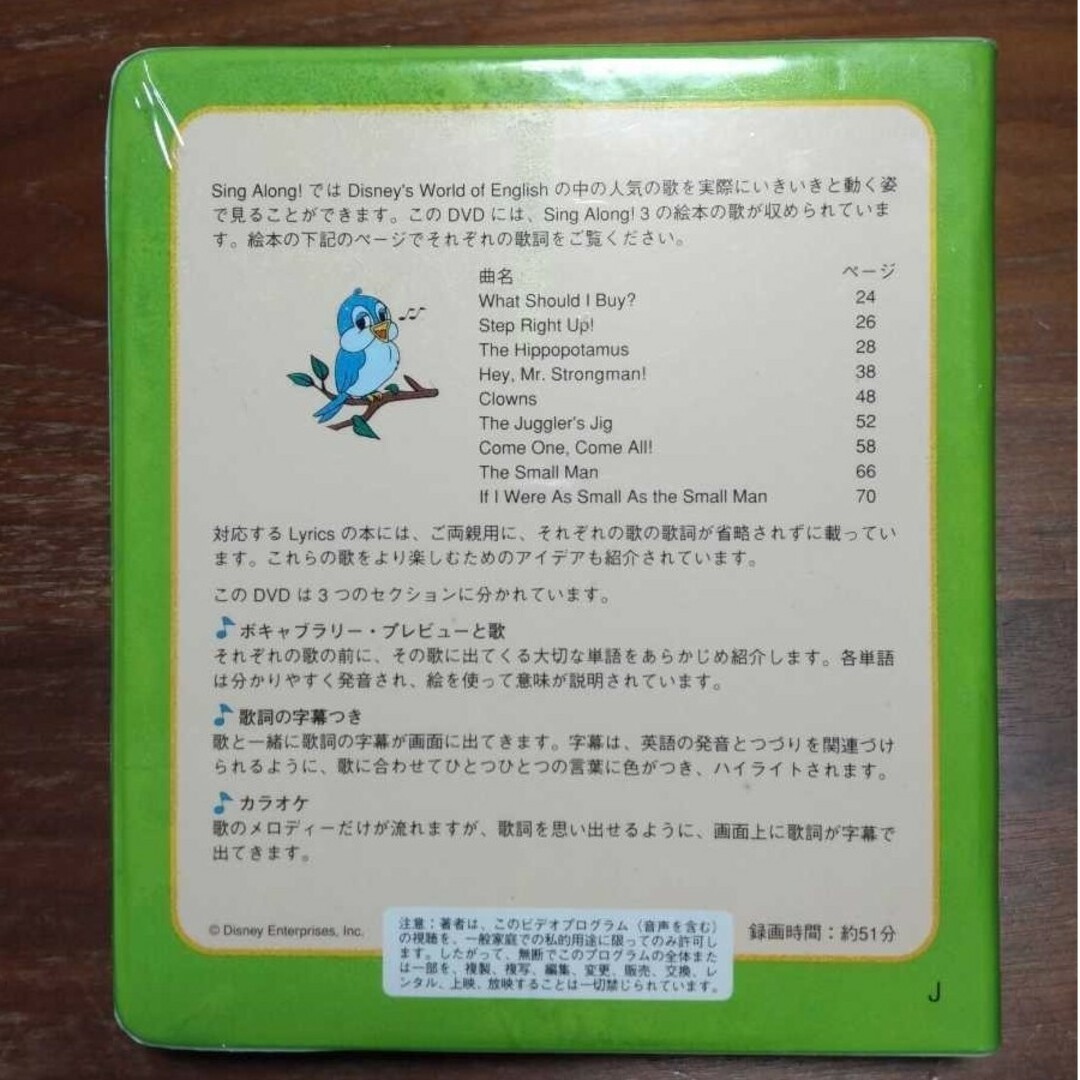 Sing Along! では Disney's World of English の中の人気の歌を実際にいきいきと動く姿
で見ることができます。この DVD には、Sing Along! 3 の絵本の歌が収められていま
す。絵本の下記のページでそれぞれの歌詞をご覧ください。
曲名 ページ
What Should I Buy? 24
Step Right Up! 26
The Hippopotamus 28
Hey, Mr. Strongman! 38
Clowns 48
The Juggler's Jig 52
Come One, Come All! 58
The Small Man 66
If I Were As Small As the Small Man 70
対応する Lyrics の本には、ご両親用に、それぞれの歌の歌詞が省略されずに載ってい
ます。これらの歌をより楽しむためのアイデアも紹介されています。
この DVD は 3 つのセクションに分かれています。
ボキャブラリー・プレビューと歌
それぞれの歌の前に、その歌に出てくる大切な単語をあらかじめ紹介します。各単語
は分かりやすく発音され、絵を使って意味が説明されています。
歌詞の字幕つき
歌と一緒に歌詞の字幕が画面に出てきます。字幕は、英語の発音とつづりを関連づけ
られるように、歌に合わせてひとつひとつの言葉に色がつき、ハイライトされます。
カラオケ
歌のメロディーだけが流れますが、歌詞を思い出せるように、画面上に歌詞が字幕で
出てきます。
© Disney Enterprises, Inc.
注意：著者は、このビデオプログラム（音声を含む）
の視聴を、一般家庭での私的用途に限ってのみ許可し
ます。したがって、無断でこのプログラムの全体また
は一部を、複製、複写、編集、変更、販売、交換、レ
ンタル、上映、放映することは一切禁じられています。
録画時間：約51分
J